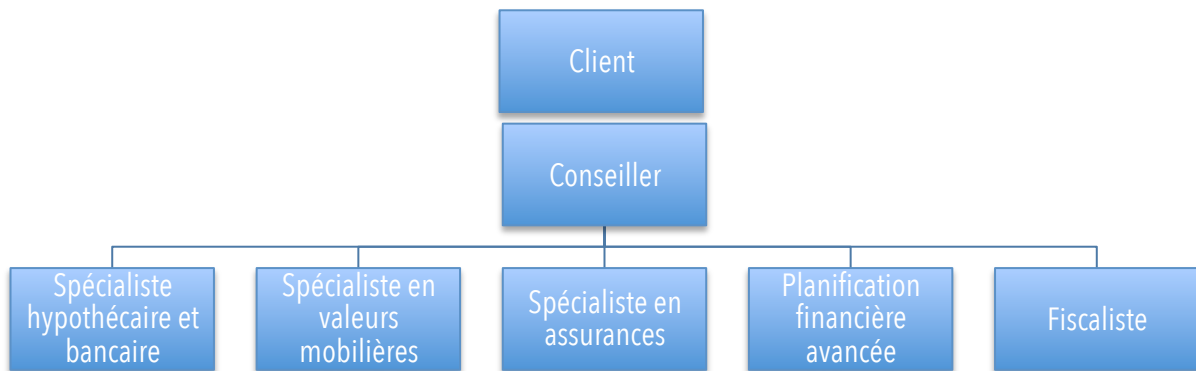 Client
Conseiller
Spécialiste
hypothécaire et
bancaire
Spécialiste en
valeurs
mobilières
Spécialiste en
assurances
Planification
financière
avancée
Fiscaliste